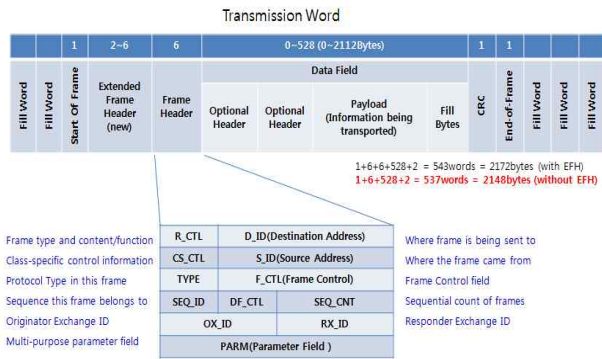 Transmission Word
1 2~6 6 0~528 (0~2112Bytes) 1 1
Fill Word
Fill Word
Start Of Frame
Extended Frame Header (new)
Frame Header
Data Field
Optional Header
Optional Header
Payload (Information being transported)
Fill Bytes
CRC
End-of-Frame
Fill Word
Fill Word
Fill Word
1+6+6+528+2 = 543words = 2172bytes (with EFH)
1+6+528+2 = 537words = 2148bytes (without EFH)
Frame type and content/function R_CTL D_ID(Destination Address) Where frame is being sent to
Class-specific control information CS_CTL S_ID(Source Address) Where the frame came from
Protocol Type in this frame TYPE F_CTL(Frame Control) Frame Control field
Sequence this frame belongs to SEQ_ID DF_CTL SEQ_CNT Sequential count of frames
Originator Exchange ID OX_ID RX_ID Responder Exchange ID
Multi-purpose parameter field PARM(Parameter Field )